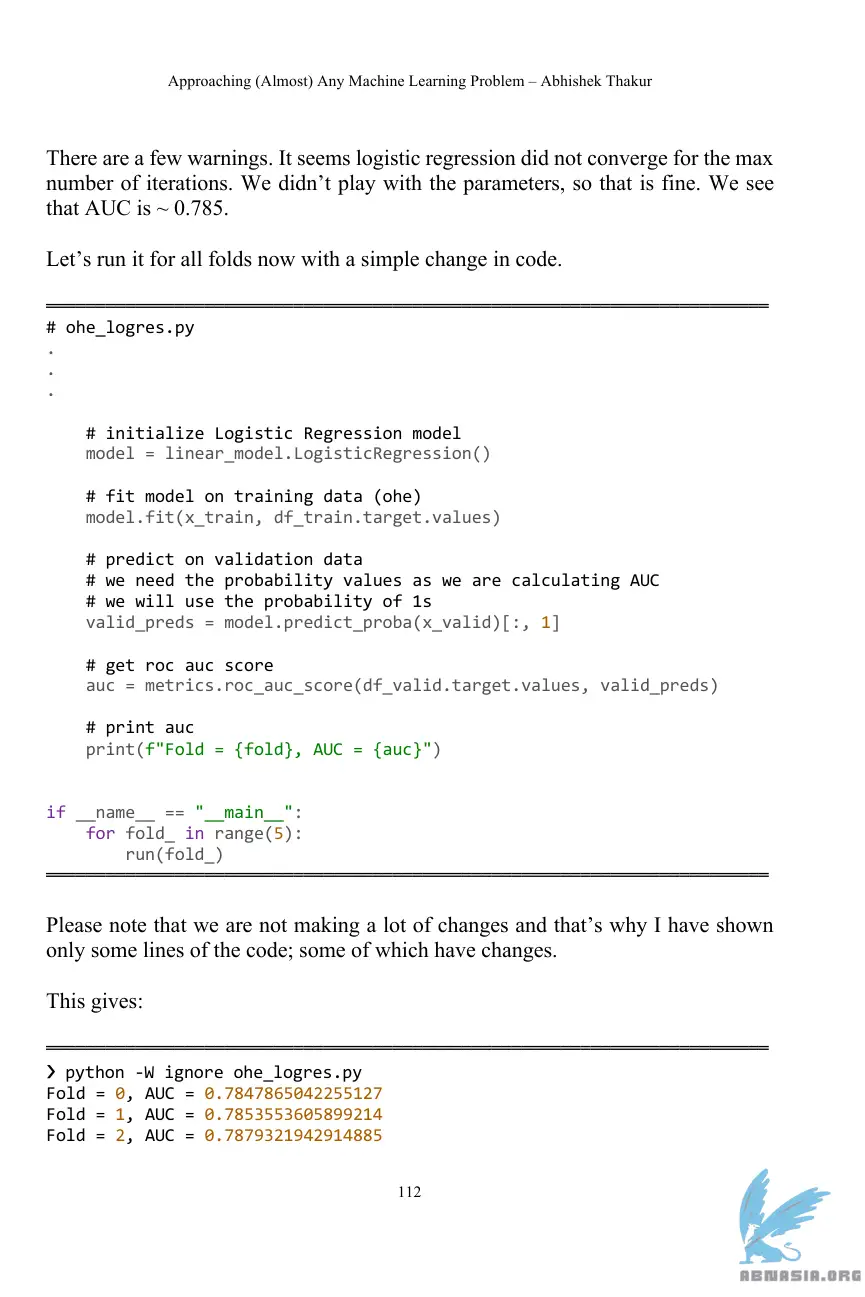 Approaching (Almost) Any Machine Learning Problem – Abhishek Thakur
There are a few warnings. It seems logistic regression did not converge for the max
number of iterations. We didn’t play with the parameters, so that is fine. We see
that AUC is ~ 0.785.
Let’s run it for all folds now with a simple change in code.
# ohe_logres.py
.
.
.
# initialize Logistic Regression model
model = linear_model.LogisticRegression()
# fit model on training data (ohe)
model.fit(x_train, df_train.target.values)
# predict on validation data
# we need the probability values as we are calculating AUC
# we will use the probability of 1s
valid_preds = model.predict_proba(x_valid)[:, 1]
# get roc auc score
auc = metrics.roc_auc_score(df_valid.target.values, valid_preds)
# print auc
print(f"Fold = {fold}, AUC = {auc}")
if __name__ == "__main__":
for fold_ in range(5):
run(fold_)
Please note that we are not making a lot of changes and that’s why I have shown
only some lines of the code; some of which have changes.
This gives:
❯ python -W ignore ohe_logres.py
Fold = 0, AUC = 0.7847865042255127
Fold = 1, AUC = 0.7853553605899214
Fold = 2, AUC = 0.7879321942914885
112
ABNASIA.ORG